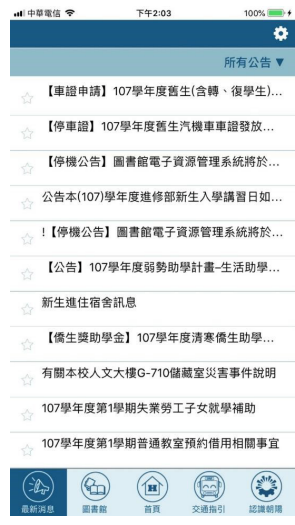 中華電信 下午2:03 100%
所有公告 ▼
【車證申請】107學年度舊生(含轉、復學生)...
【停車證】107學年度舊生汽機車車證發放...
【停機公告】圖書館電子資源管理系統將於...
公告本(107)學年度進修部新生入學講習日如...
!【停機公告】圖書館電子資源管理系統將於...
【公告】107年度弱勢助學計畫–生活助學...
新生進住宿舍訊息
【僑生獎助學金】107學年度清寒僑生助學...
有關本校人文大樓G-710儲藏室災害事件說明
107學年度第1學期失業勞工子女就學補助
107學年度第1學期普通教室預約借用相關事宜
最新消息 圖書館 首頁 交通指引 認識朝陽